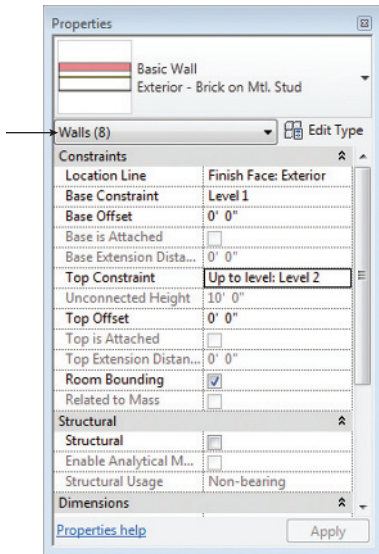 Properties
Basic Wall
Exterior - Brick on Mtl. Stud
Walls (8) Edit Type
Constraints
Location Line Finish Face: Exterior
Base Constraint Level 1
Base Offset 0' 0"
Base is Attached
Base Extension Dista... 0' 0"
Top Constraint Up to level: Level 2
Unconnected Height 10' 0"
Top Offset 0' 0"
Top is Attached
Top Extension Distan... 0' 0"
Room Bounding
Related to Mass
Structural
Structural
Enable Analytical M...
Structural Usage Non-bearing
Dimensions
Properties help Apply